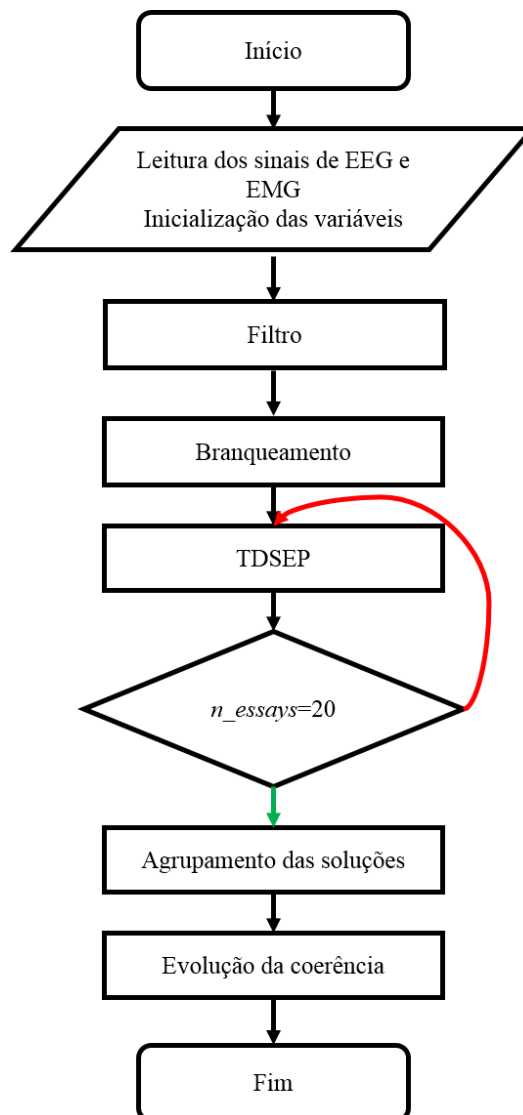 Início
Leitura dos sinais de EEG e
EMG
Inicialização das variáveis
Filtro
Branqueamento
TDSEP
n_essays=20
Agrupamento das soluções
Evolução da coerência
Fim